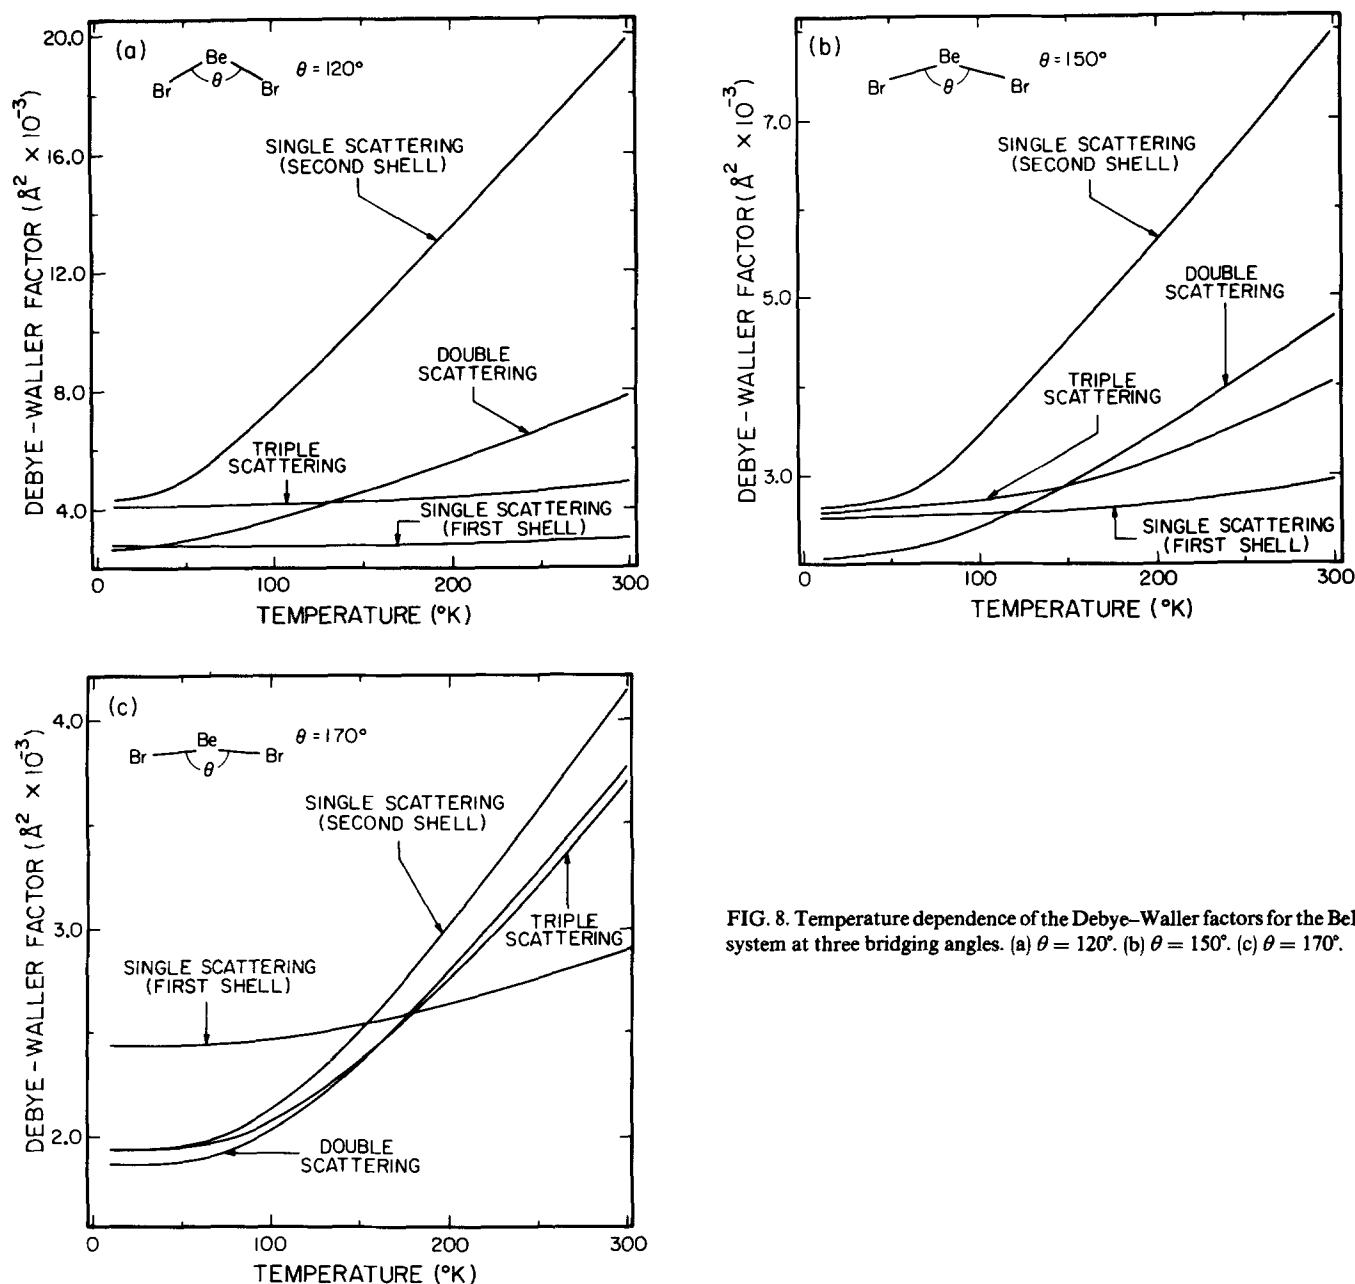 (a)
Be
Br θ Br
θ = 120°
SINGLE SCATTERING
(SECOND SHELL)
DOUBLE
SCATTERING
TRIPLE
SCATTERING
SINGLE SCATTERING
(FIRST SHELL)
DEBYE-WALLER FACTOR (Å² × 10⁻³)
20.0
16.0
12.0
8.0
4.0
0 100 200 300
TEMPERATURE (°K)
(b)
Be
Br θ Br
θ = 150°
SINGLE SCATTERING
(SECOND SHELL)
DOUBLE
SCATTERING
TRIPLE
SCATTERING
SINGLE SCATTERING
(FIRST SHELL)
DEBYE-WALLER FACTOR (Å² × 10⁻³)
7.0
5.0
3.0
0 100 200 300
TEMPERATURE (°K)
(c)
Be
Br θ Br
θ = 170°
SINGLE SCATTERING
(SECOND SHELL)
TRIPLE
SCATTERING
SINGLE SCATTERING
(FIRST SHELL)
DOUBLE
SCATTERING
DEBYE-WALLER FACTOR (Å² × 10⁻³)
4.0
3.0
2.0
0 100 200 300
TEMPERATURE (°K)
FIG. 8. Temperature dependence of the Debye–Waller factors for the
system at three bridging angles. (a) θ = 120°. (b) θ = 150°. (c) θ = 170°.